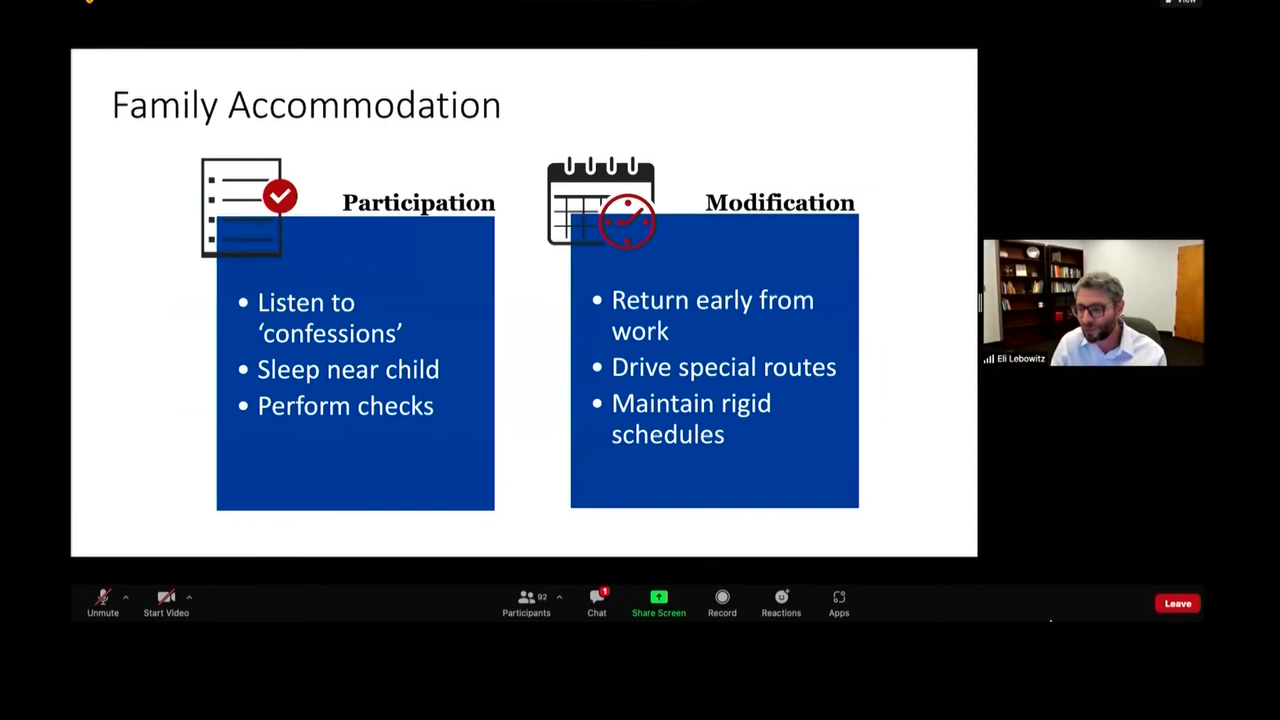 View
Family Accommodation
Participation
• Listen to
‘confessions’
• Sleep near child
• Perform checks
Modification
• Return early from
work
• Drive special routes
• Maintain rigid
schedules
Eli Lebowitz
Unmute
Start Video
92
Participants
1
Chat
Share Screen
Record
Reactions
Apps
Leave